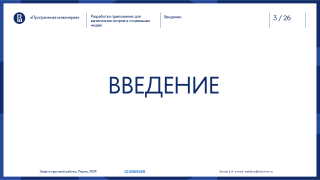 «Программная инженерия»
Разработка приложения для
вычисления метрик в социальных
медиа
Введение
3 / 26
ВВЕДЕНИЕ
Защита курсовой работы, Пермь, 2024
ОГЛАВЛЕНИЕ